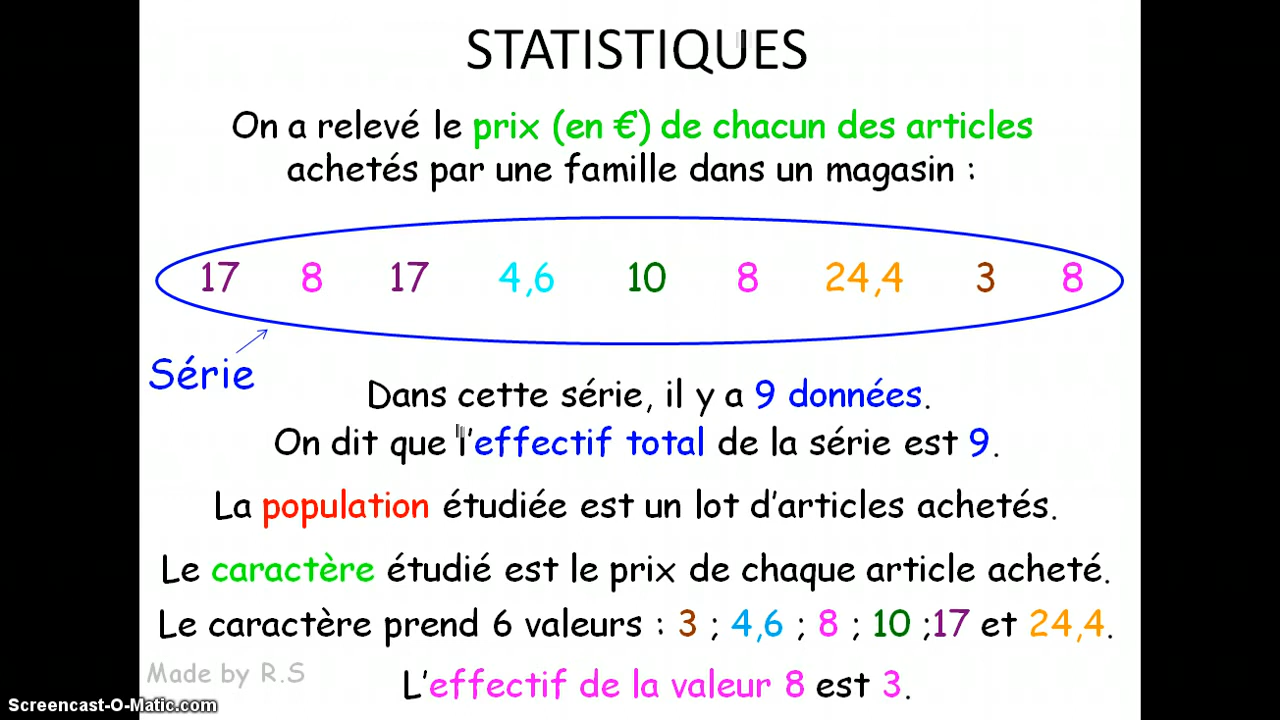 STATISTIQUES
On a relevé le prix (en €) de chacun des articles
achetés par une famille dans un magasin :
17 8 17 4,6 10 8 24,4 3 8
Série
Dans cette série, il y a 9 données.
On dit que l'effectif total de la série est 9.
La population étudiée est un lot d'articles achetés.
Le caractère étudié est le prix de chaque article acheté.
Le caractère prend 6 valeurs : 3 ; 4,6 ; 8 ; 10 ;17 et 24,4.
Made by R.S
L'effectif de la valeur 8 est 3.
Screencast-O-Matic.com